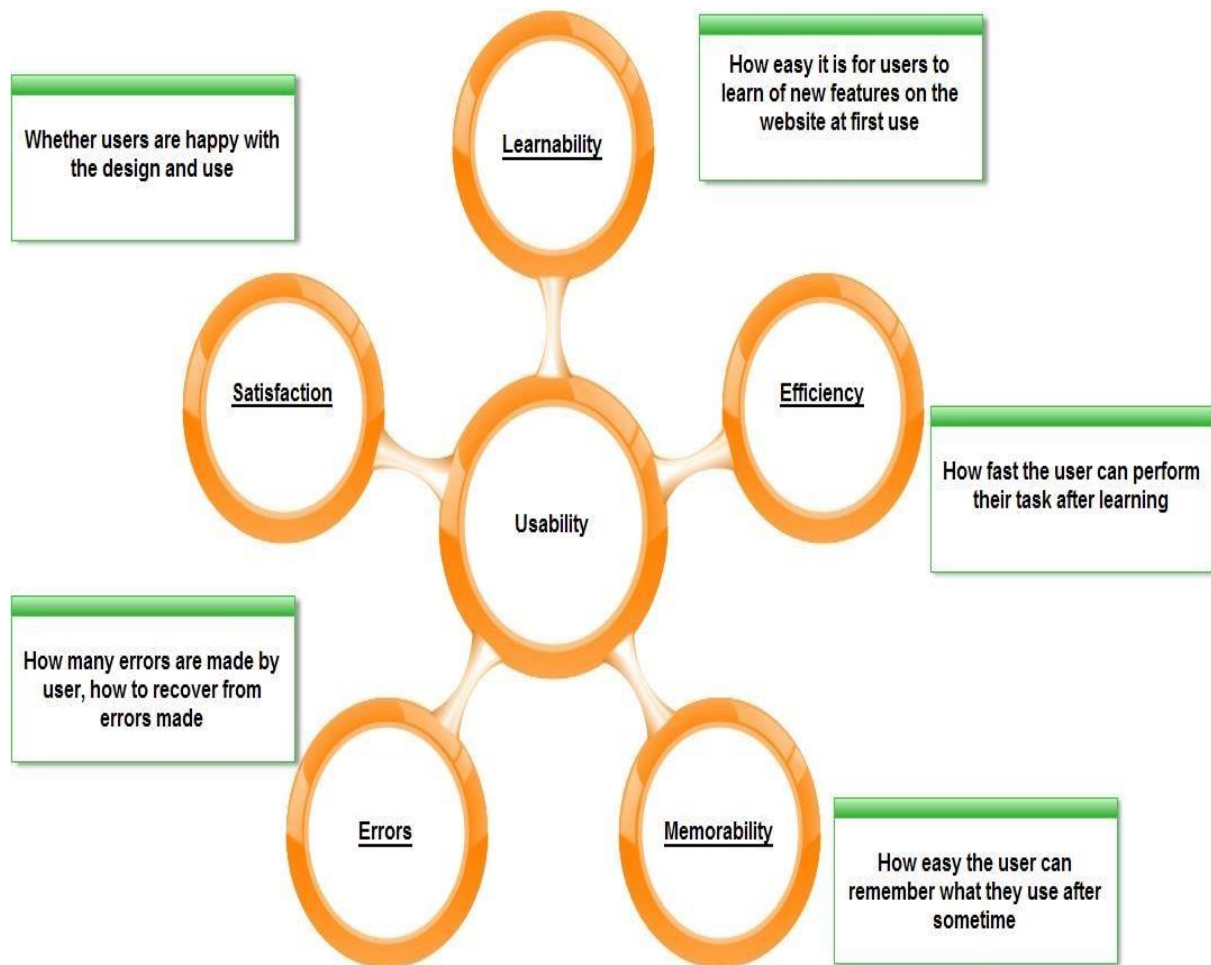 Learnability
How easy it is for users to
learn of new features on the
website at first use
Whether users are happy with
the design and use
Satisfaction
Efficiency
How fast the user can perform
their task after learning
Usability
How many errors are made by
user, how to recover from
errors made
Errors
Memorability
How easy the user can
remember what they use after
sometime